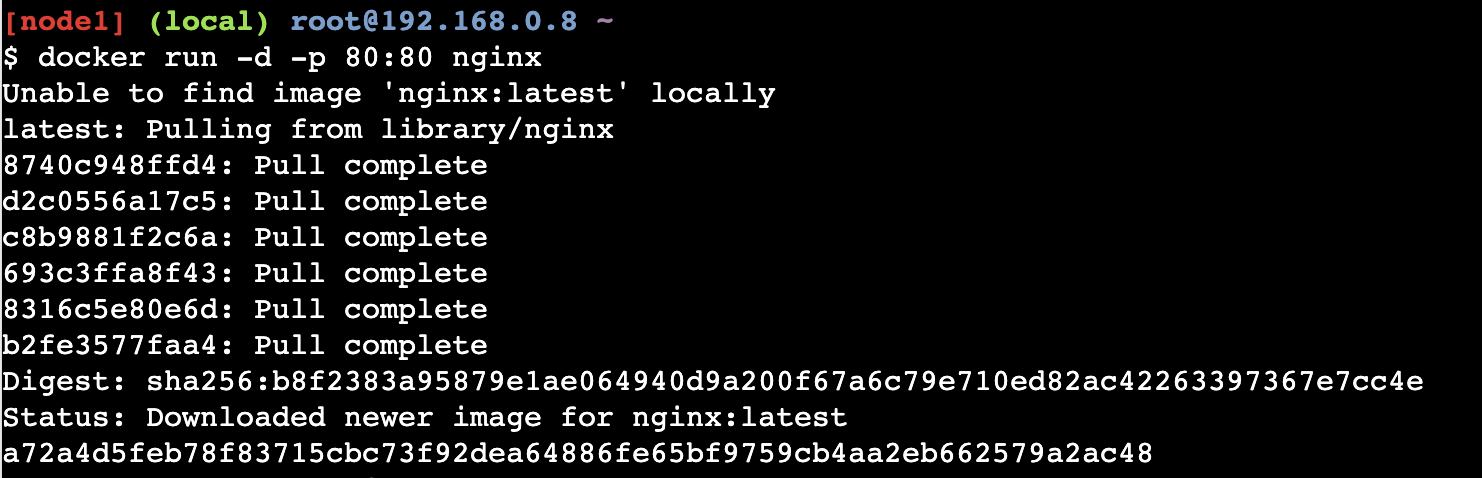 [node1] (local) root@192.168.0.8 ~
$ docker run -d -p 80:80 nginx
Unable to find image 'nginx:latest' locally
latest: Pulling from library/nginx
8740c948ffd4: Pull complete
d2c0556a17c5: Pull complete
c8b9881f2c6a: Pull complete
693c3ffa8f43: Pull complete
8316c5e80e6d: Pull complete
b2fe3577faa4: Pull complete
Digest: sha256:b8f2383a95879e1ae064940d9a200f67a6c79e710ed82ac42263397367e7cc4e
Status: Downloaded newer image for nginx:latest
a72a4d5feb78f83715cbc73f92dea64886fe65bf9759cb4aa2eb662579a2ac48